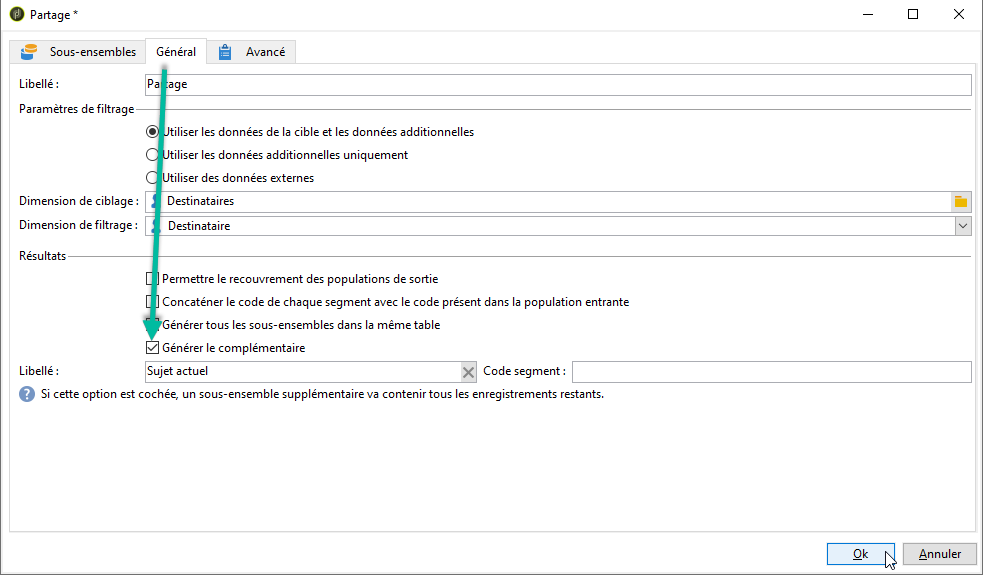 Partage *
Sous-ensembles Général Avancé
Libellé : Partage
Paramètres de filtrage
Utiliser les données de la cible et les données additionnelles
Utiliser les données additionnelles uniquement
Utiliser des données externes
Dimension de ciblage : Destinataires
Dimension de filtrage : Destinataire
Résultats
Permettre le recouvrement des populations de sortie
Concaténer le code de chaque segment avec le code présent dans la population entrante
Générer tous les sous-ensembles dans la même table
Générer le complémentaire
Libellé : Sujet actuel Code segment :
Si cette option est cochée, un sous-ensemble supplémentaire va contenir tous les enregistrements restants.
Ok Annuler